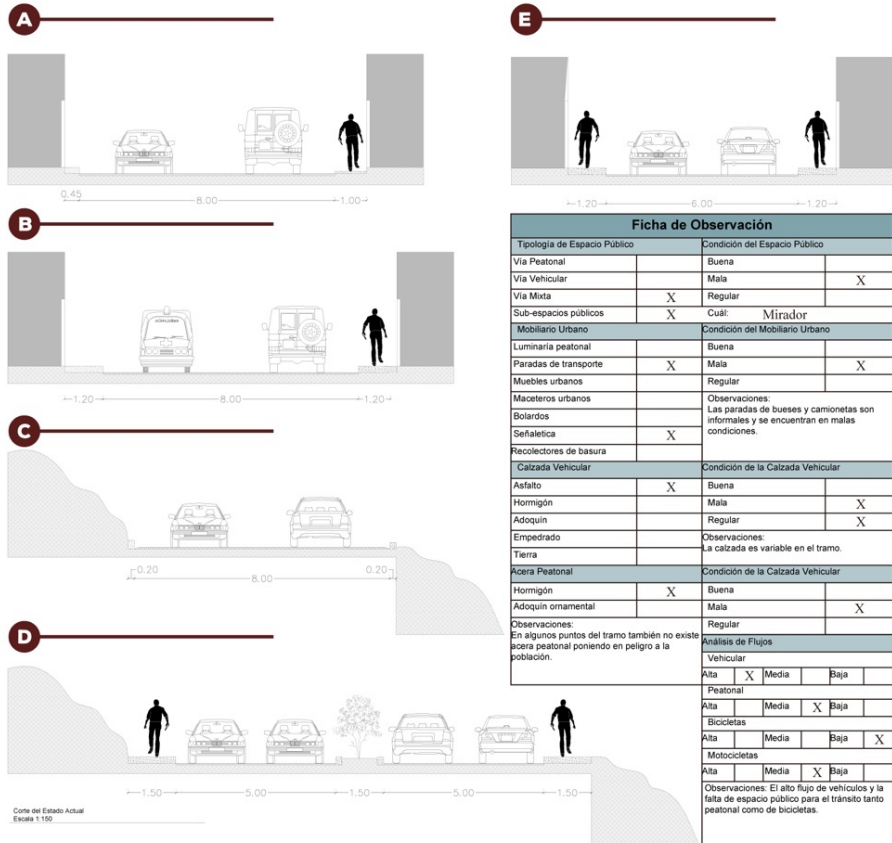 A
0.45
8.00
1.00
B
1.20
8.00
1.20
C
0.20
8.00
0.20
D
1.50
5.00
1.50
5.00
1.50
Corte del Estado Actual
Escala 1:150
E
1.20
6.00
1.20
Ficha de Observación
Tipología de Espacio Público Condición del Espacio Público
Vía Peatonal Buena
Vía Vehicular Mala X
Vía Mixta X Regular
Sub-espacios públicos X Cuál: Mirador
Mobiliario Urbano Condición del Mobiliario Urbano
Luminaría peatonal Buena
Paradas de transporte X Mala X
Muebles urbanos Regular
Maceteros urbanos
Bolardos
Señaletica X
Recolectores de basura
Observaciones:
Las paradas de bueses y camionetas son
informales y se encuentran en malas
condiciones.
Calzada Vehicular Condición de la Calzada Vehicular
Asfalto X Buena
Hormigón Mala X
Adoquín Regular X
Empedrado
Tierra
Observaciones:
La calzada es variable en el tramo.
Acera Peatonal Condición de la Calzada Vehicular
Hormigón X Buena
Adoquín ornamental Mala X
Regular
Observaciones:
En algunos puntos del tramo también no existe
acera peatonal poniendo en peligro a la
población.
Análisis de Flujos
Vehicular
Alta X Media Baja
Peatonal
Alta Media X Baja
Bicicletas
Alta Media Baja X
Motocicletas
Alta Media X Baja
Observaciones: El alto flujo de vehículos y la
falta de espacio público para el tránsito tanto
peatonal como de bicicletas.